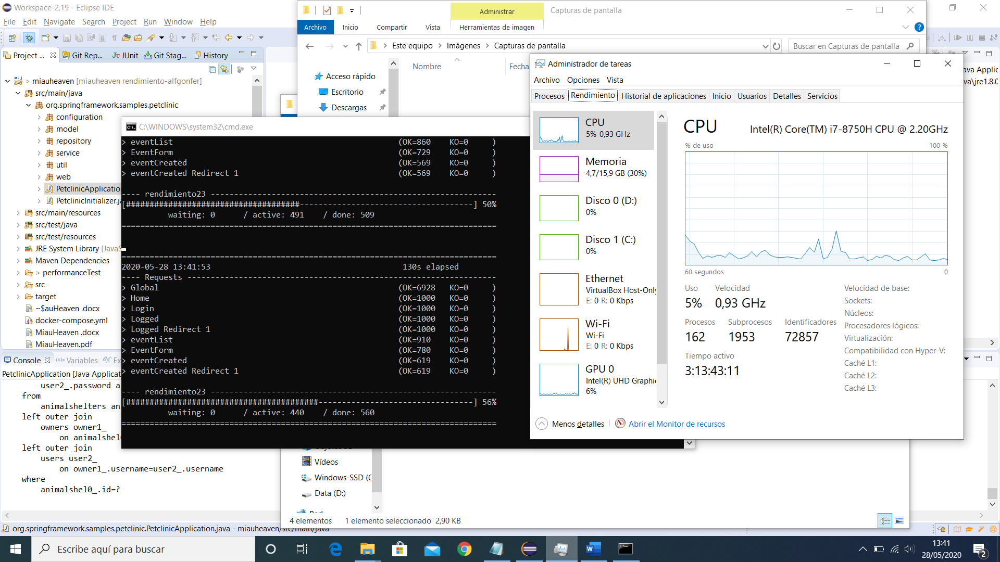 Workspace-2.19 - Eclipse IDE
File Edit Navigate Search Project Run Window Help
Project ... Git Rep... JUnit Git Stag... History
> miauheaven [miauheaven rendimiento-alfgonfer]
src/main/java
org.springframework.samples.petclinic
configuration
model
repository
service
util
web
PetclinicApplicatio
PetclinicInitializer.j
src/main/resources
src/test/java
src/test/resources
JRE System Library [JavaS
Maven Dependencies
> performanceTest
src
target
~$auHeaven .docx
docker-compose.yml
MiauHeaven .docx
MiauHeaven.pdf
Console Variables Ex
PetclinicApplication [Java Applicat
user2_.password a
from
animalshelters an
left outer join
owners owner1_
on animalshel
left outer join
users user2_
on owner1_.username=user2_.username
where
animalshel0_.id=?
org.springframework.samples.petclinic.PetclinicApplication.java - miauheaven/src/main/java
Administrar
Capturas de pantalla
Archivo Inicio Compartir Vista Herramientas de imagen
Este equipo > Imágenes > Capturas de pantalla
Buscar en Capturas de pantalla
Nombre
Fecha
Acceso rápido
Escritorio
Descargas
Vídeos
Windows-SSD (C
Data (D:)
Red
4 elementos 1 elemento seleccionado 2,90 KB
ava Applic
va\jre1.8.0
C:\WINDOWS\system32\cmd.exe
> eventList (OK=860 KO=0 )
> EventForm (OK=729 KO=0 )
> eventCreated (OK=569 KO=0 )
> eventCreated Redirect 1 (OK=569 KO=0 )
---- rendimiento23 --------------------------------------------------------------
[#####################################-------------------------------------] 50%
waiting: 0 / active: 491 / done: 509
================================================================================
================================================================================
2020-05-28 13:41:53 130s elapsed
---- Requests ------------------------------------------------------------------
> Global (OK=6928 KO=0 )
> Home (OK=1000 KO=0 )
> Login (OK=1000 KO=0 )
> Logged (OK=1000 KO=0 )
> Logged Redirect 1 (OK=1000 KO=0 )
> eventList (OK=910 KO=0 )
> EventForm (OK=780 KO=0 )
> eventCreated (OK=619 KO=0 )
> eventCreated Redirect 1 (OK=619 KO=0 )
---- rendimiento23 --------------------------------------------------------------
[#########################################---------------------------------] 56%
waiting: 0 / active: 440 / done: 560
================================================================================
Administrador de tareas
Archivo Opciones Vista
Procesos Rendimiento Historial de aplicaciones Inicio Usuarios Detalles Servicios
CPU
5% 0,93 GHz
Memoria
4,7/15,9 GB (30%)
Disco 0 (D:)
0%
Disco 1 (C:)
0%
Ethernet
VirtualBox Host-Only
E: 0 R: 0 Kbps
Wi-Fi
Wi-Fi
E: 0 R: 0 Kbps
GPU 0
Intel(R) UHD Graphic
6%
CPU Intel(R) Core(TM) i7-8750H CPU @ 2.20GHz
% de uso 100 %
60 segundos 0
Uso Velocidad
5% 0,93 GHz
Procesos Subprocesos Identificadores
162 1953 72857
Tiempo activo
3:13:43:11
Velocidad de base:
Sockets:
Núcleos:
Procesadores lógicos:
Virtualización:
Compatibilidad con Hyper-V:
Caché L1:
Caché L2:
Caché L3:
Menos detalles Abrir el Monitor de recursos
Escribe aquí para buscar
13:41
28/05/2020
2